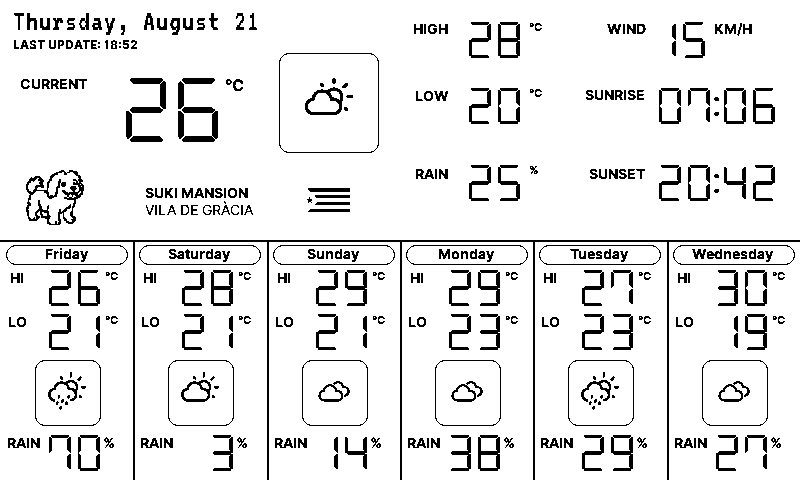 Thursday, August 21
LAST UPDATE: 18:52
CURRENT 26 °C
HIGH 28 °C
WIND 15 KM/H
LOW 20 °C
SUNRISE 07:06
RAIN 25 %
SUNSET 20:42
SUKI MANSION
VILA DE GRÀCIA
Friday
HI 26 °C
LO 21 °C
RAIN 70 %
Saturday
HI 28 °C
LO 21 °C
RAIN 3 %
Sunday
HI 29 °C
LO 21 °C
RAIN 14 %
Monday
HI 29 °C
LO 23 °C
RAIN 38 %
Tuesday
HI 27 °C
LO 23 °C
RAIN 29 %
Wednesday
HI 30 °C
LO 19 °C
RAIN 27 %